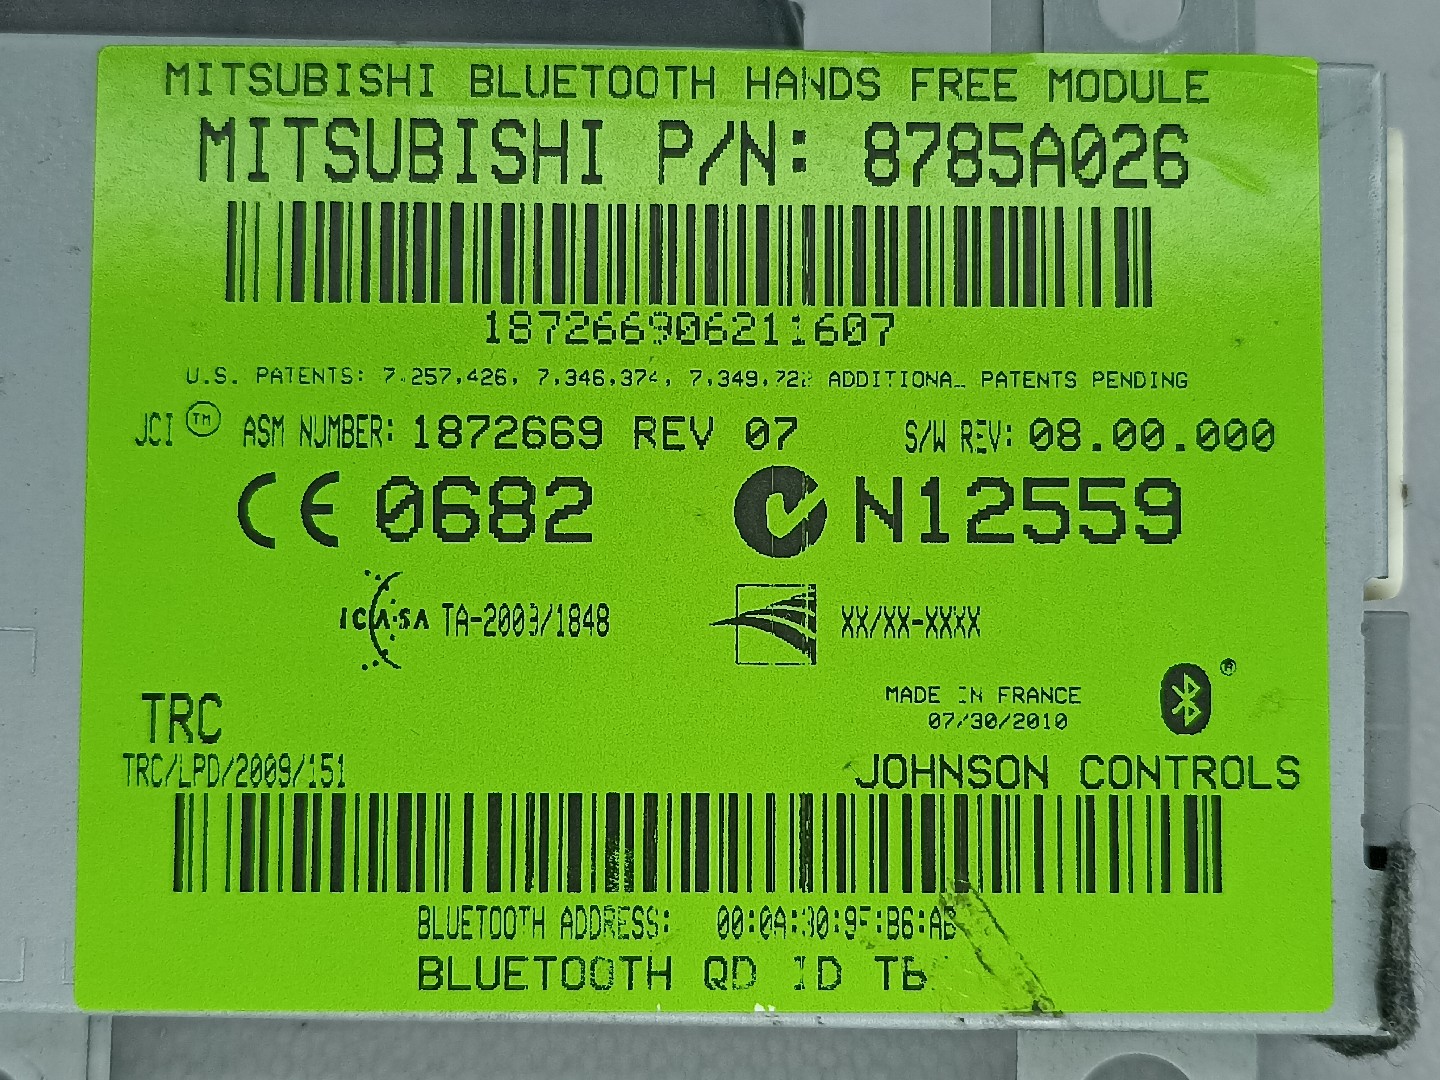 MITSUBISHI BLUETOOTH HANDS FREE MODULE
MITSUBISHI P/N: 8785A026
187266906211607
U.S. PATENTS: 7,257,426, 7,346,374, 7,349,722 ADDITIONAL PATENTS PENDING
JCI TM ASM NUMBER: 1872669 REV 07 S/W REV: 08.00.000
CE 0682 N12559
ICASA TA-2003/1848 XX/XX-XXXX
MADE IN FRANCE
07/30/2010
TRC
TRC/LPD/2009/151
JOHNSON CONTROLS
BLUETOOTH ADDRESS: 00:0A:30:9F:B6:AB
BLUETOOTH QD ID